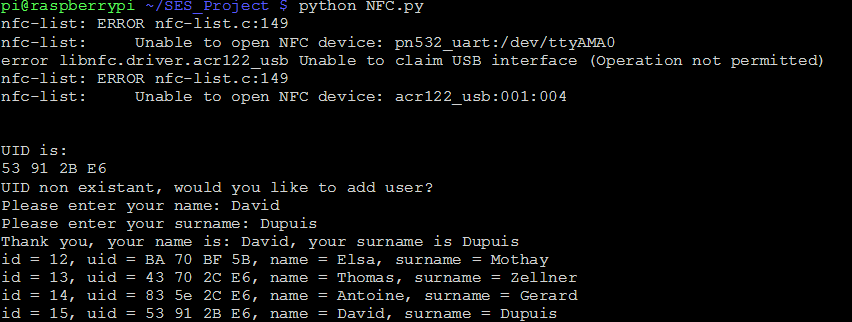 pi@raspberrypi ~/SES_Project $ python NFC.py
nfc-list: ERROR nfc-list.c:149
nfc-list:     Unable to open NFC device: pn532_uart:/dev/ttyAMA0
error libnfc.driver.acr122_usb Unable to claim USB interface (Operation not permitted)
nfc-list: ERROR nfc-list.c:149
nfc-list:     Unable to open NFC device: acr122_usb:001:004
UID is:
53 91 2B E6
UID non existant, would you like to add user?
Please enter your name: David
Please enter your surname: Dupuis
Thank you, your name is: David, your surname is Dupuis
id = 12, uid = BA 70 BF 5B, name = Elsa, surname = Mothay
id = 13, uid = 43 70 2C E6, name = Thomas, surname = Zellner
id = 14, uid = 83 5e 2C E6, name = Antoine, surname = Gerard
id = 15, uid = 53 91 2B E6, name = David, surname = Dupuis